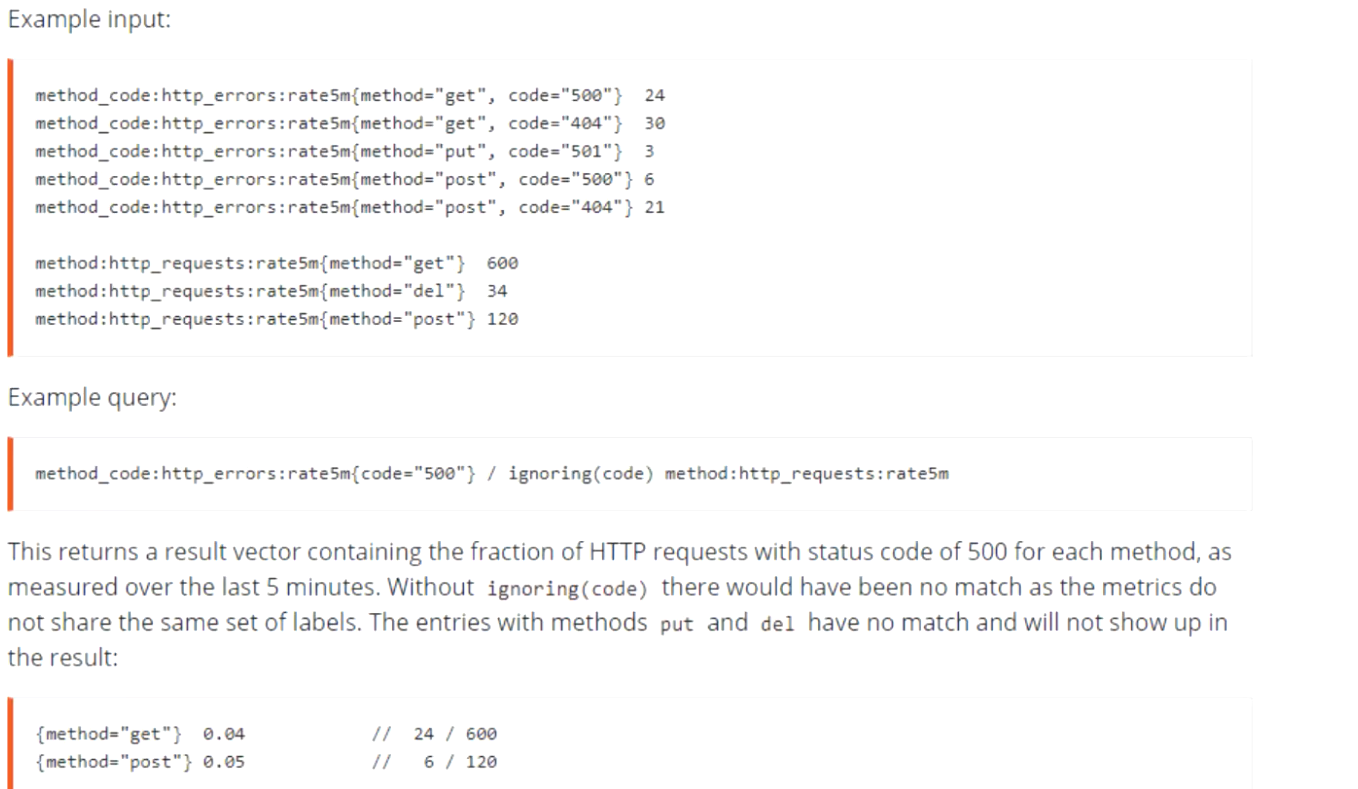 Example input:
method_code:http_errors:rate5m{method="get", code="500"}  24
method_code:http_errors:rate5m{method="get", code="404"}  30
method_code:http_errors:rate5m{method="put", code="501"}  3
method_code:http_errors:rate5m{method="post", code="500"} 6
method_code:http_errors:rate5m{method="post", code="404"} 21
method:http_requests:rate5m{method="get"}  600
method:http_requests:rate5m{method="del"}  34
method:http_requests:rate5m{method="post"} 120
Example query:
method_code:http_errors:rate5m{code="500"} / ignoring(code) method:http_requests:rate5m
This returns a result vector containing the fraction of HTTP requests with status code of 500 for each method, as
measured over the last 5 minutes. Without ignoring(code) there would have been no match as the metrics do
not share the same set of labels. The entries with methods put and del have no match and will not show up in
the result:
{method="get"}  0.04            //  24 / 600
{method="post"} 0.05            //   6 / 120